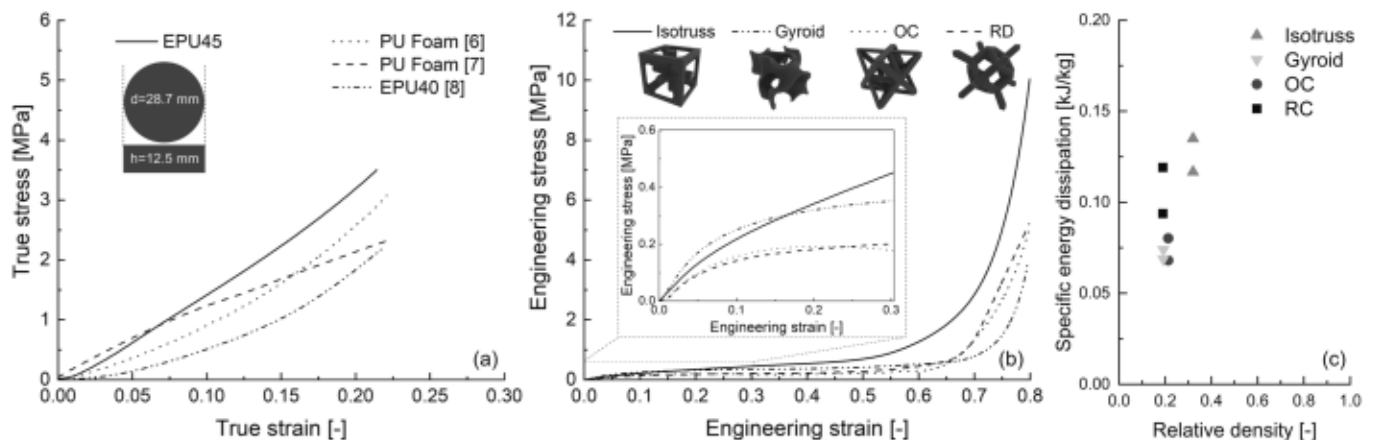 EPU45
PU Foam [6]
PU Foam [7]
EPU40 [8]
d=28.7 mm
h=12.5 mm
True stress [MPa]
6
5
4
3
2
1
0
0.00 0.05 0.10 0.15 0.20 0.25 0.30
True strain [-]
(a)
Isotruss Gyroid OC RD
Engineering stress [MPa]
12
10
8
6
4
2
0
0.0 0.1 0.2 0.3 0.4 0.5 0.6 0.7 0.8
Engineering strain [-]
(b)
Engineering stress [MPa]
0.6
0.4
0.2
0.0
0.0 0.1 0.2 0.3
Engineering strain [-]
Specific energy dissipation [kJ/kg]
0.20
0.15
0.10
0.05
0.00
0.0 0.2 0.4 0.6 0.8 1.0
Relative density [-]
(c)
Isotruss
Gyroid
OC
RC